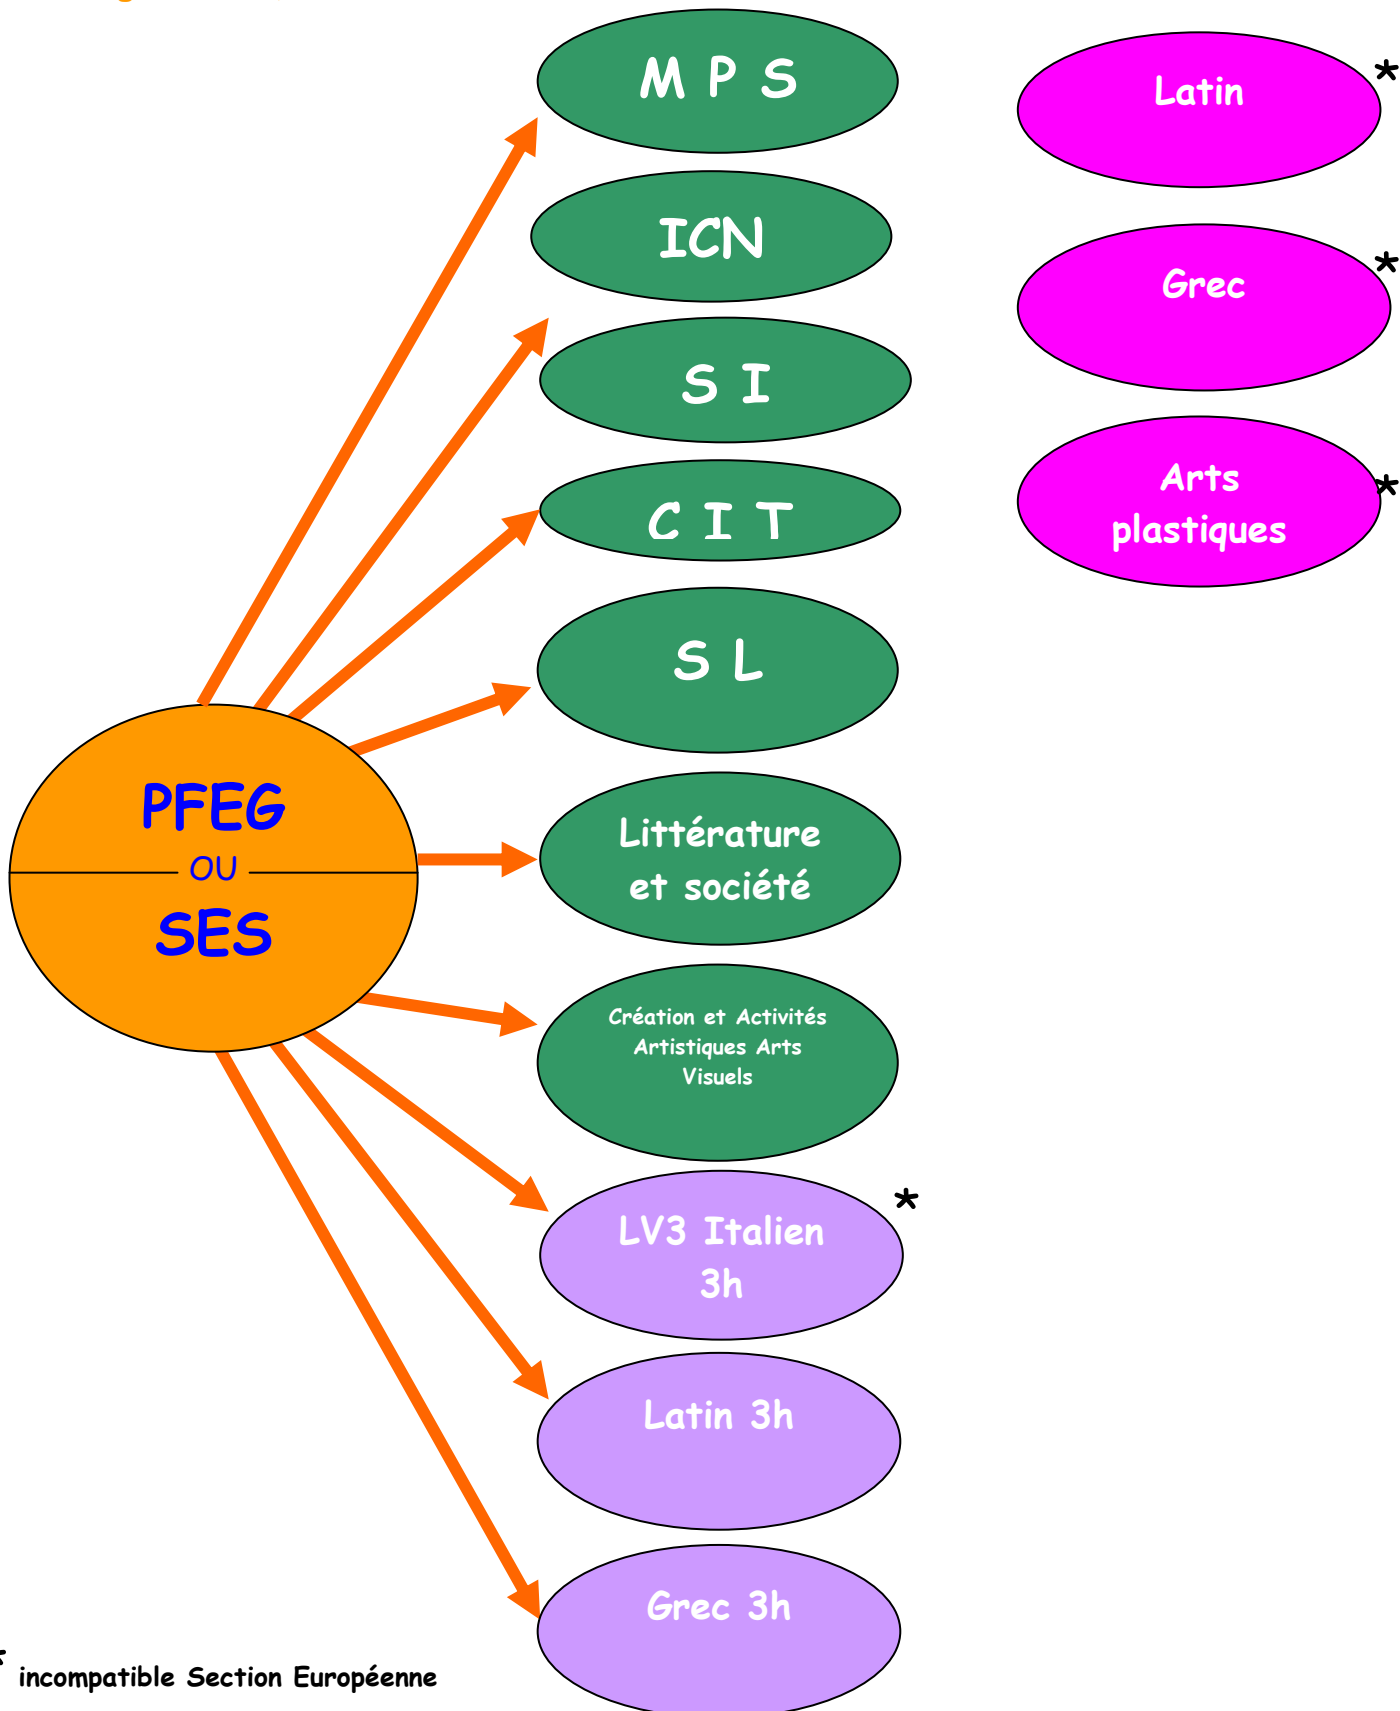 M P S
ICN
S I
C I T
S L
Littérature
et société
Création et Activités
Artistiques Arts
Visuels
LV3 Italien *
3h
Latin 3h
Grec 3h
PFEG
OU
SES
Latin *
Grec *
Arts *
plastiques
* incompatible Section Européenne